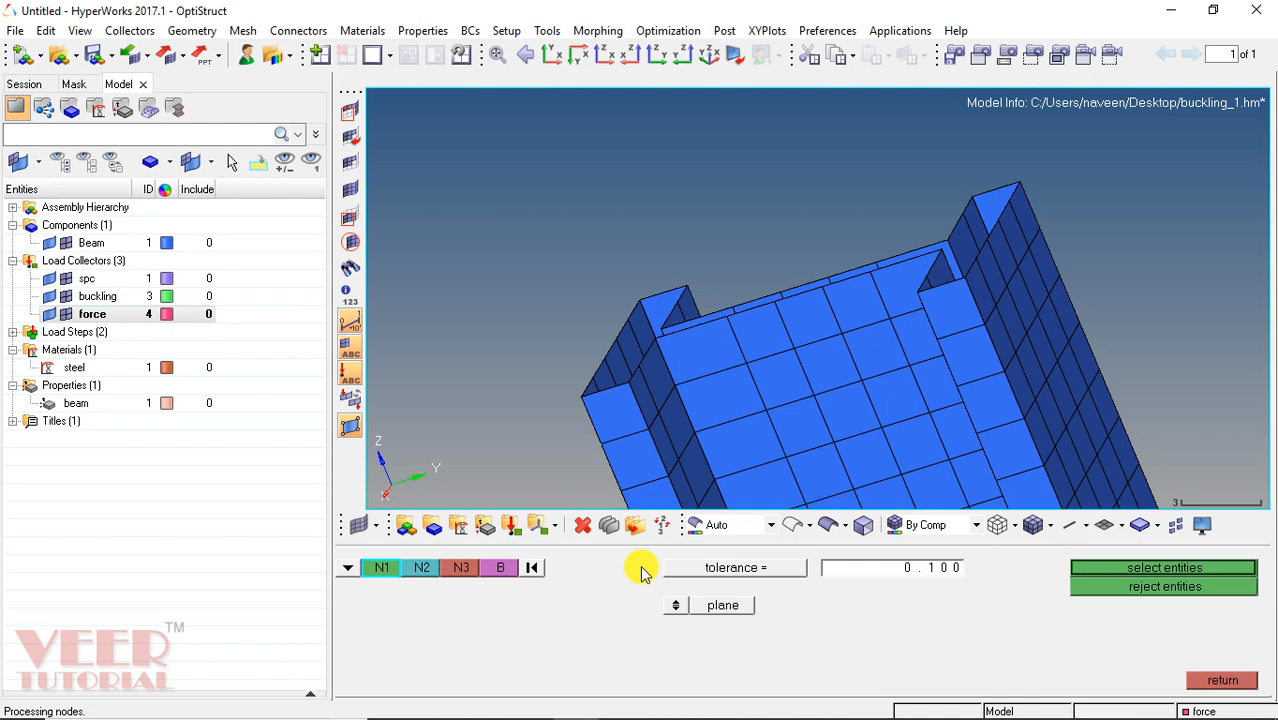 Untitled - HyperWorks 2017.1 - OptiStruct
File Edit View Collectors Geometry Mesh Connectors Materials Properties BCs Setup Tools Morphing Optimization Post XYPlots Preferences Applications Help
PPT
1 of 1
Session Mask Model
Model Info: C:/Users/naveen/Desktop/buckling_1.hm*
Entities ID Include
Assembly Hierarchy
Components (1)
Beam 1 0
Load Collectors (3)
spc 1 0
buckling 3 0
force 4 0
Load Steps (2)
Materials (1)
steel 1 0
Properties (1)
beam 1 0
Titles (1)
123
ABC
ABC
Z
Y
X
3
Auto
By Comp
N1 N2 N3 B
tolerance = 0.100
select entities
reject entities
plane
return
VEER TM
TUTORIAL
Processing nodes.
Model
force